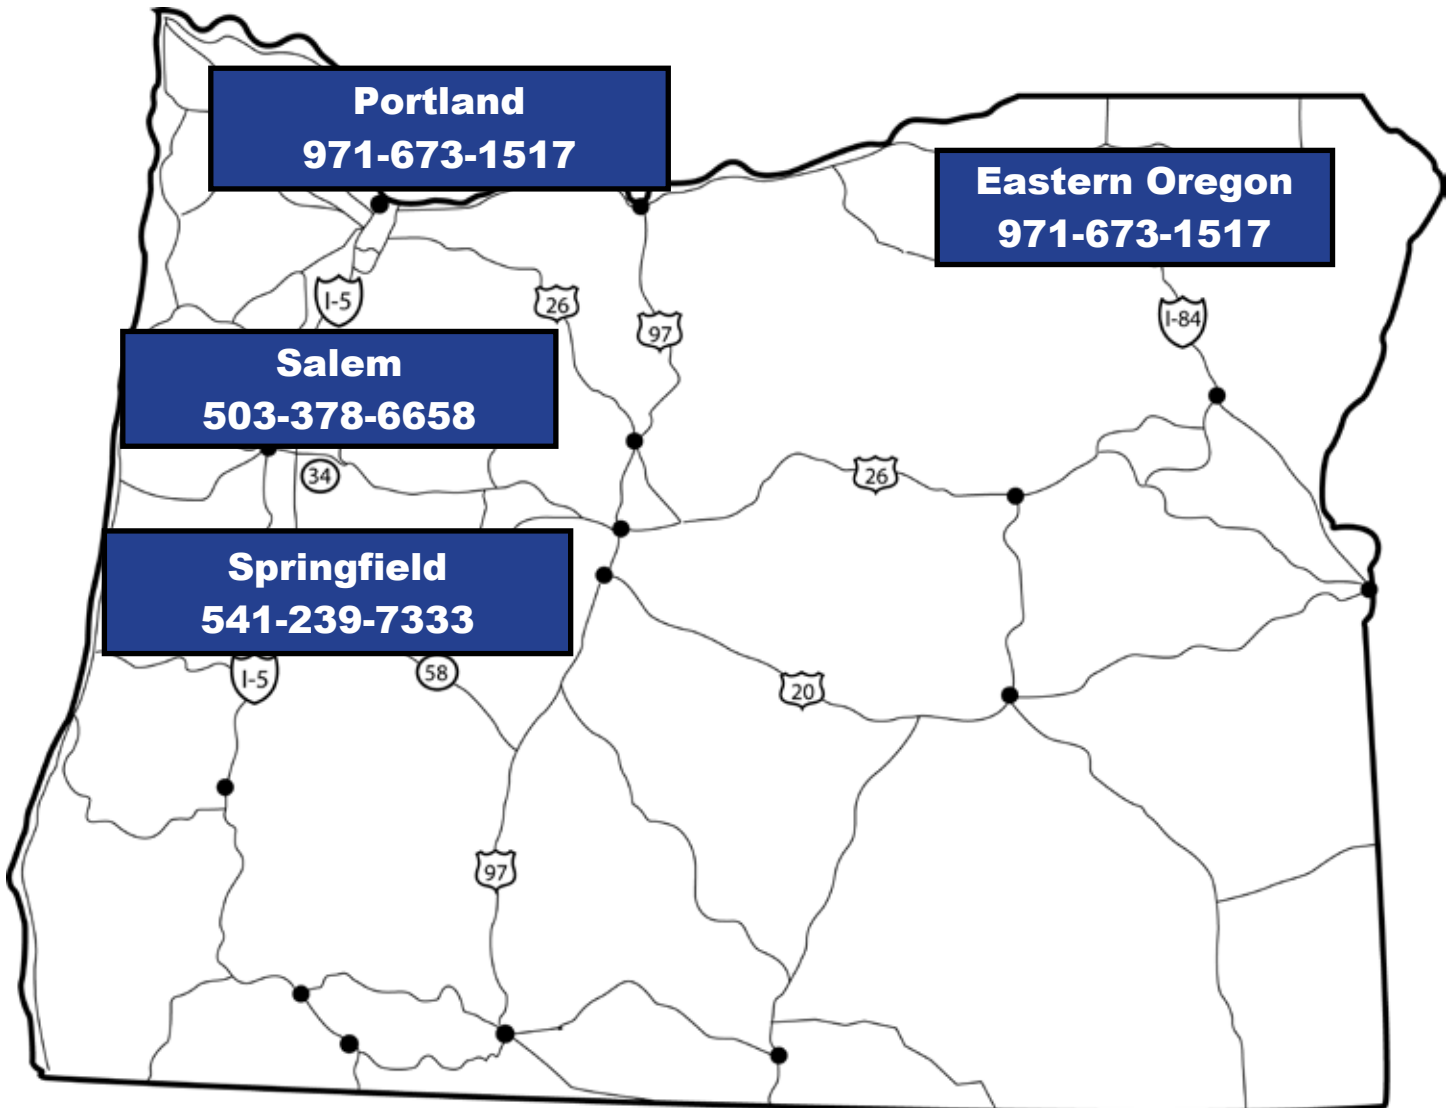 Portland
971-673-1517
Eastern Oregon
971-673-1517
I-5
26
97
I-84
Salem
503-378-6658
34
26
Springfield
541-239-7333
I-5
58
20
97